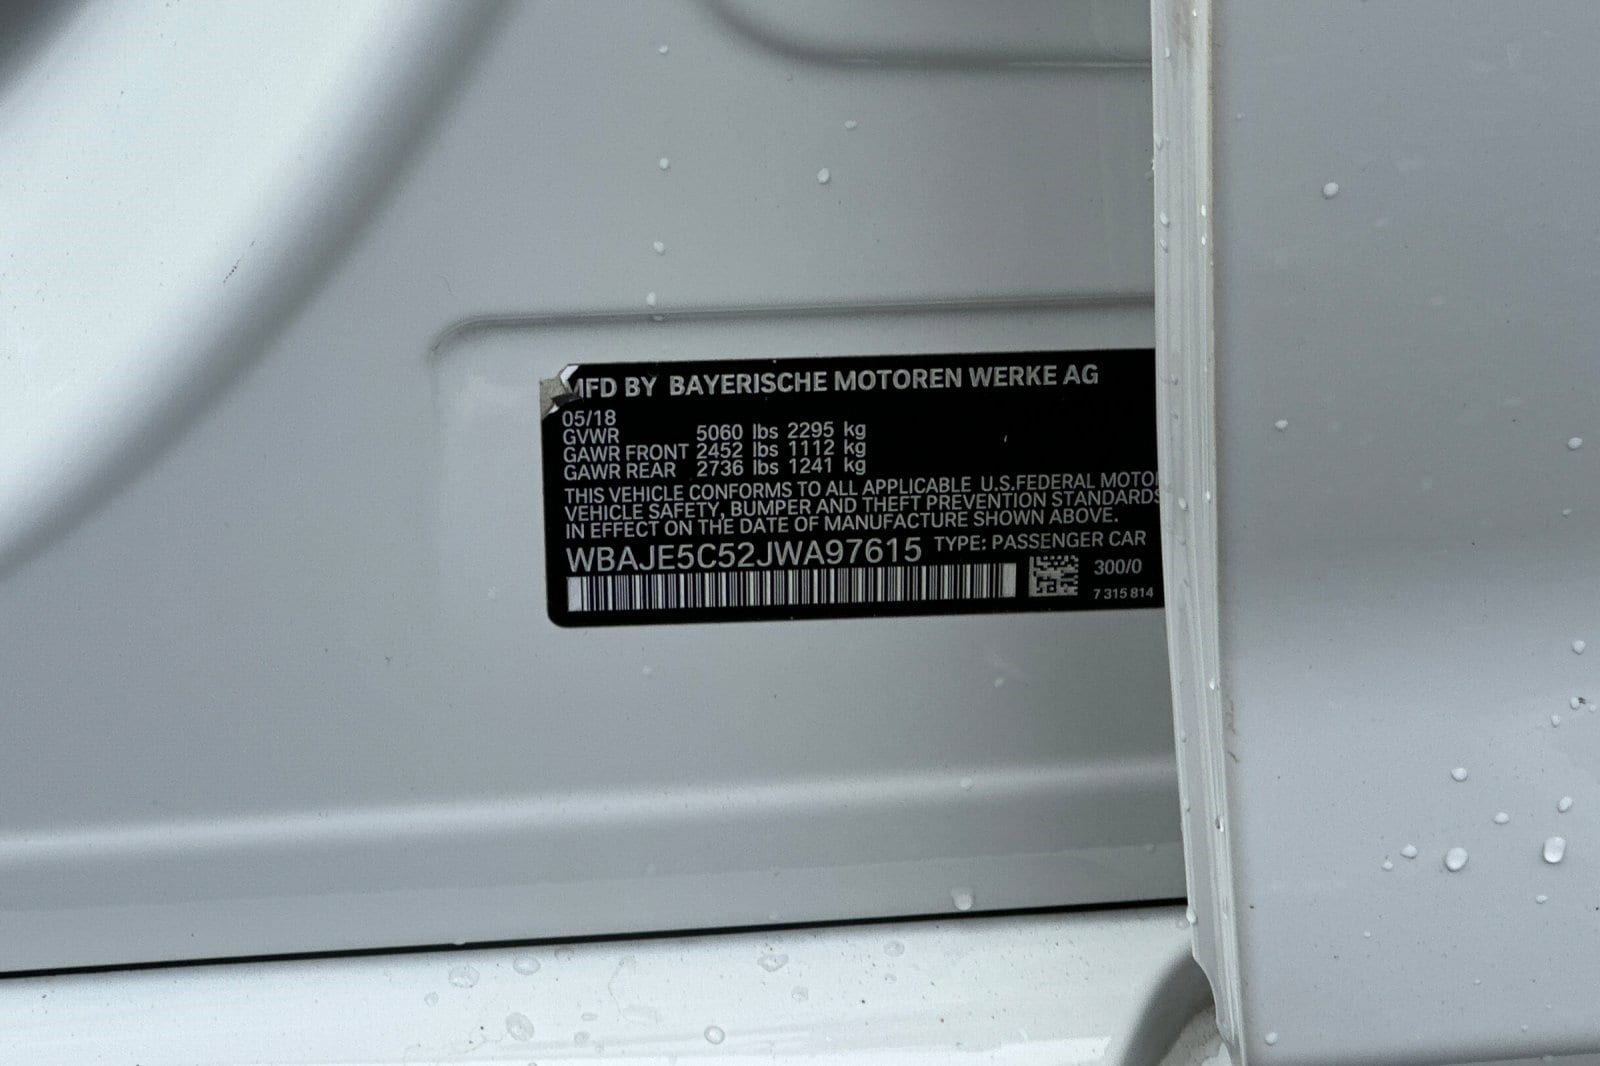 MFD BY BAYERISCHE MOTOREN WERKE AG
05/18
GVWR 5060 lbs 2295 kg
GAWR FRONT 2452 lbs 1112 kg
GAWR REAR 2736 lbs 1241 kg
THIS VEHICLE CONFORMS TO ALL APPLICABLE U.S.FEDERAL MOTO
VEHICLE SAFETY, BUMPER AND THEFT PREVENTION STANDARDS
IN EFFECT ON THE DATE OF MANUFACTURE SHOWN ABOVE.
WBAJE5C52JWA97615 TYPE: PASSENGER CAR
300/0
7 315 814